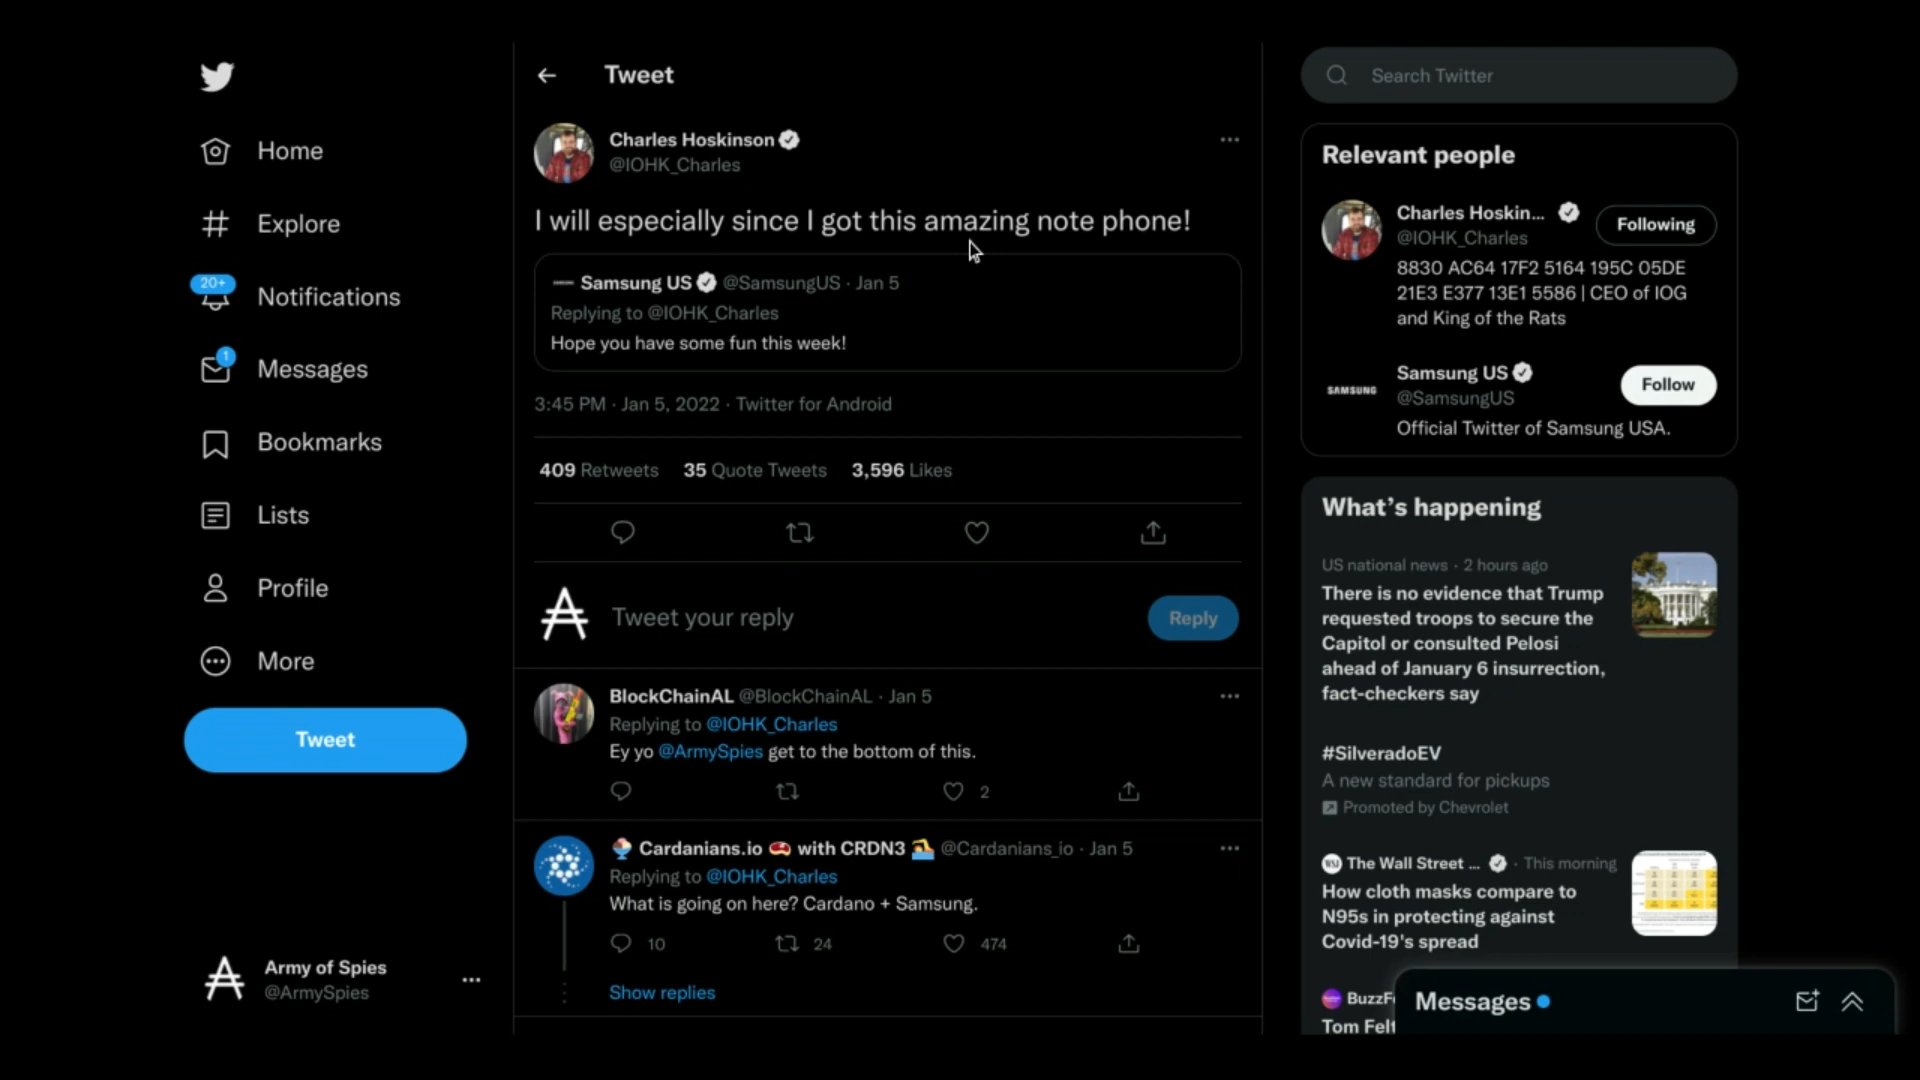 Home
Explore
20+
Notifications
1
Messages
Bookmarks
Lists
Profile
More
Tweet
Army of Spies
@ArmySpies
Tweet
Charles Hoskinson
@IOHK_Charles
I will especially since I got this amazing note phone!
Samsung US @SamsungUS · Jan 5
Replying to @IOHK_Charles
Hope you have some fun this week!
3:45 PM · Jan 5, 2022 · Twitter for Android
409 Retweets 35 Quote Tweets 3,596 Likes
Tweet your reply
Reply
BlockChainAL @BlockChainAL · Jan 5
Replying to @IOHK_Charles
Ey yo @ArmySpies get to the bottom of this.
2
Cardanians.io with CRDN3 @Cardanians_io · Jan 5
Replying to @IOHK_Charles
What is going on here? Cardano + Samsung.
10 24 474
Show replies
Search Twitter
Relevant people
Charles Hoskin...
Following
@IOHK_Charles
8830 AC64 17F2 5164 195C 05DE
21E3 E377 13E1 5586 | CEO of IOG
and King of the Rats
SAMSUNG
Samsung US
Follow
@SamsungUS
Official Twitter of Samsung USA.
What's happening
US national news · 2 hours ago
There is no evidence that Trump
requested troops to secure the
Capitol or consulted Pelosi
ahead of January 6 insurrection,
fact-checkers say
#SilveradoEV
A new standard for pickups
Promoted by Chevrolet
WSJ The Wall Street ... · This morning
How cloth masks compare to
N95s in protecting against
Covid-19's spread
BuzzF
Tom Felt
Messages